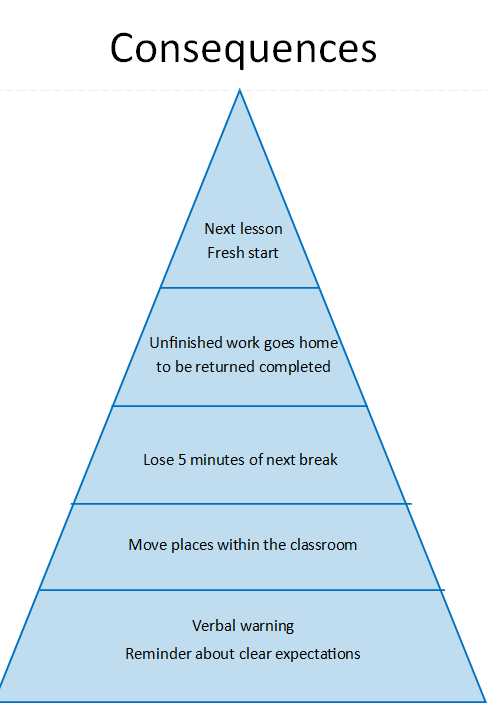 Consequences
Next lesson
Fresh start
Unfinished work goes home
to be returned completed
Lose 5 minutes of next break
Move places within the classroom
Verbal warning
Reminder about clear expectations